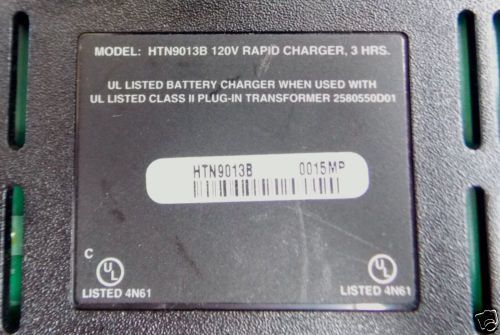 MODEL: HTN9013B 120V RAPID CHARGER, 3 HRS.
UL LISTED BATTERY CHARGER WHEN USED WITH
UL LISTED CLASS II PLUG-IN TRANSFORMER 2580550D01
HTN9013B 0015MP
C UL UL
LISTED 4N61 LISTED 4N61